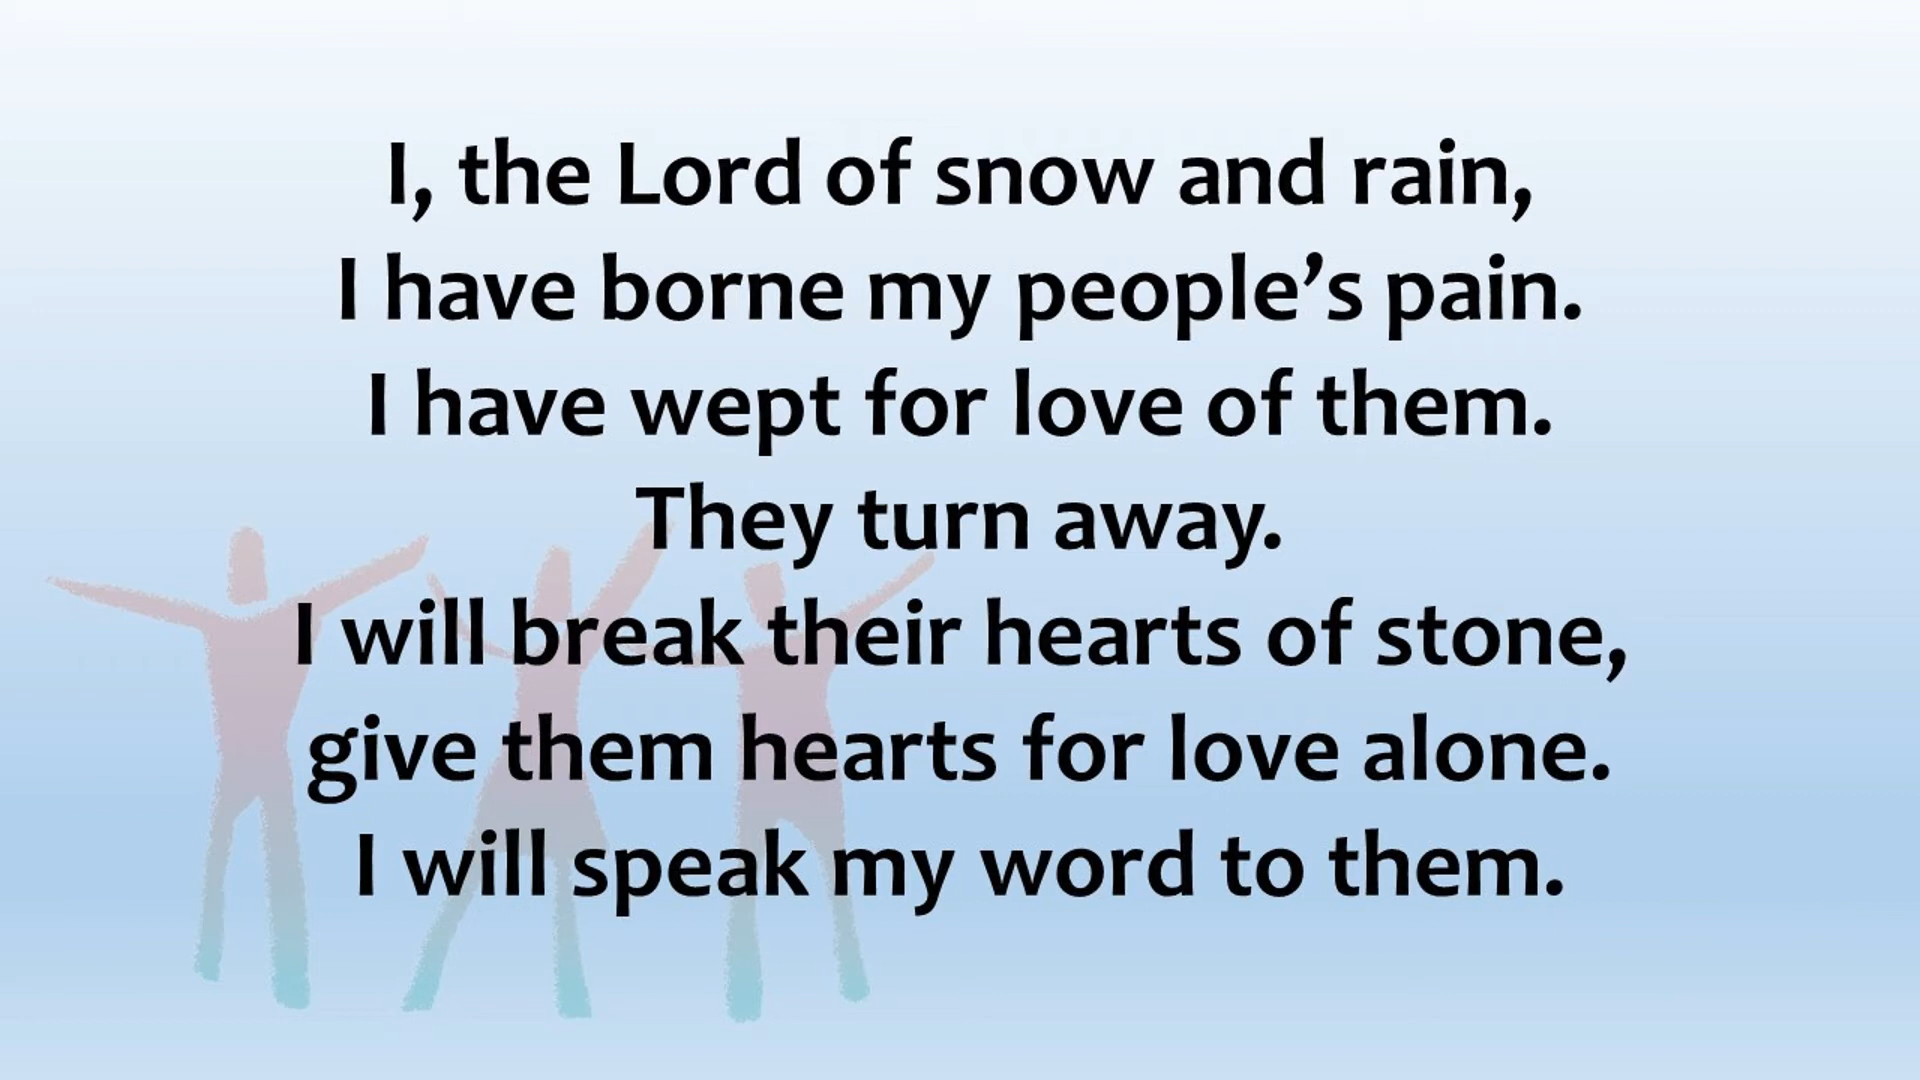 I, the Lord of snow and rain,
I have borne my people’s pain.
I have wept for love of them.
They turn away.
I will break their hearts of stone,
give them hearts for love alone.
I will speak my word to them.